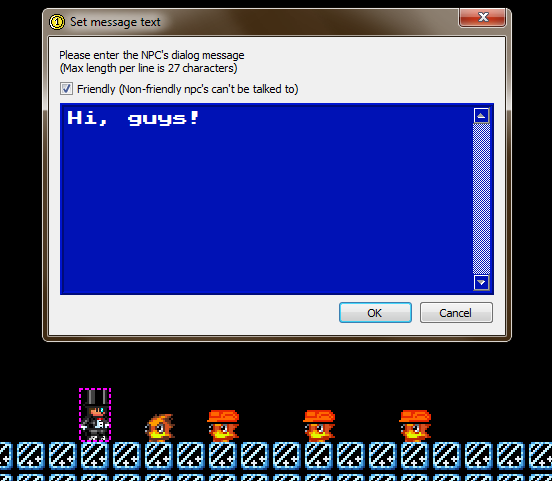 Set message text
Please enter the NPC's dialog message
(Max length per line is 27 characters)
Friendly (Non-friendly npc's can't be talked to)
Hi, guys!
OK
Cancel